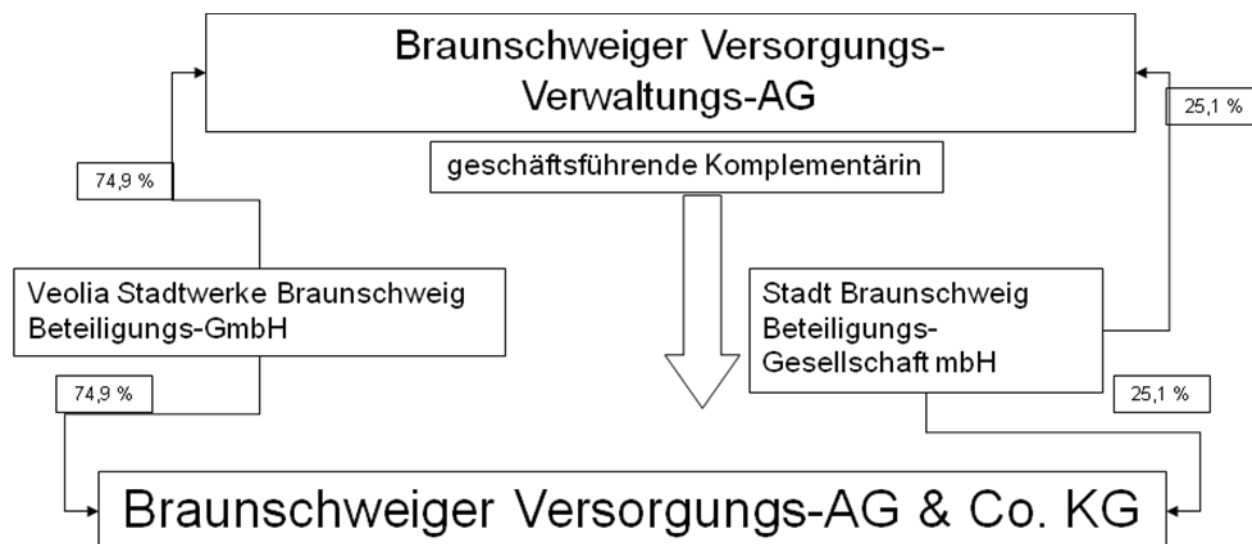 Braunschweiger Versorgungs-
Verwaltungs-AG
25,1 %
geschäftsführende Komplementärin
74,9 %
Veolia Stadtwerke Braunschweig
Beteiligungs-GmbH
Stadt Braunschweig
Beteiligungs-
Gesellschaft mbH
74,9 %
25,1 %
Braunschweiger Versorgungs-AG & Co. KG